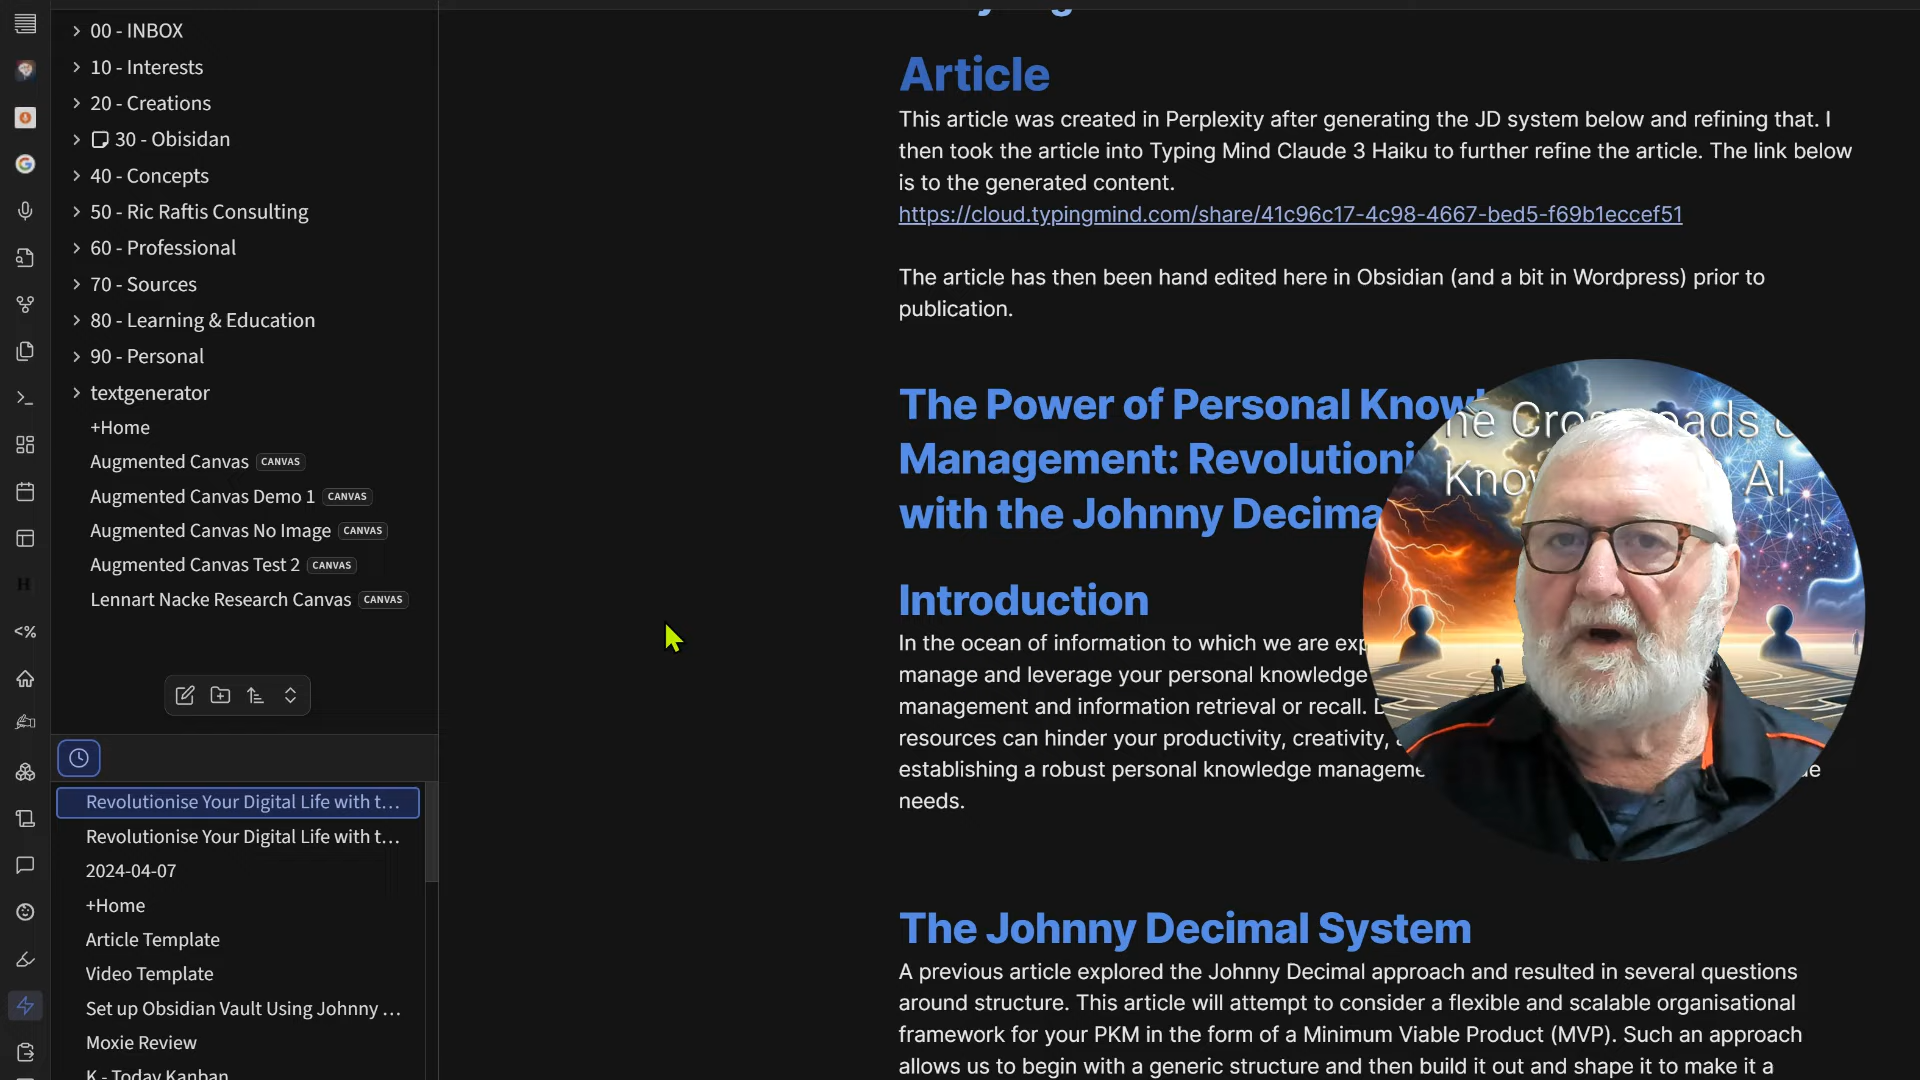 00 - INBOX
10 - Interests
20 - Creations
30 - Obisidan
40 - Concepts
50 - Ric Raftis Consulting
60 - Professional
70 - Sources
80 - Learning & Education
90 - Personal
textgenerator
+Home
Augmented Canvas CANVAS
Augmented Canvas Demo 1 CANVAS
Augmented Canvas No Image CANVAS
Augmented Canvas Test 2 CANVAS
Lennart Nacke Research Canvas CANVAS
Revolutionise Your Digital Life with t...
Revolutionise Your Digital Life with t...
2024-04-07
+Home
Article Template
Video Template
Set up Obsidian Vault Using Johnny ...
Moxie Review
K - Today Kanban
Article
This article was created in Perplexity after generating the JD system below and refining that. I
then took the article into Typing Mind Claude 3 Haiku to further refine the article. The link below
is to the generated content.
https://cloud.typingmind.com/share/41c96c17-4c98-4667-bed5-f69b1eccef51
The article has then been hand edited here in Obsidian (and a bit in Wordpress) prior to
publication.
The Power of Personal Know
Management: Revolutioni
with the Johnny Decima
Introduction
In the ocean of information to which we are exp
manage and leverage your personal knowledge
management and information retrieval or recall.
resources can hinder your productivity, creativity,
establishing a robust personal knowledge manageme
needs.
The Johnny Decimal System
A previous article explored the Johnny Decimal approach and resulted in several questions
around structure. This article will attempt to consider a flexible and scalable organisational
framework for your PKM in the form of a Minimum Viable Product (MVP). Such an approach
allows us to begin with a generic structure and then build it out and shape it to make it a
AI